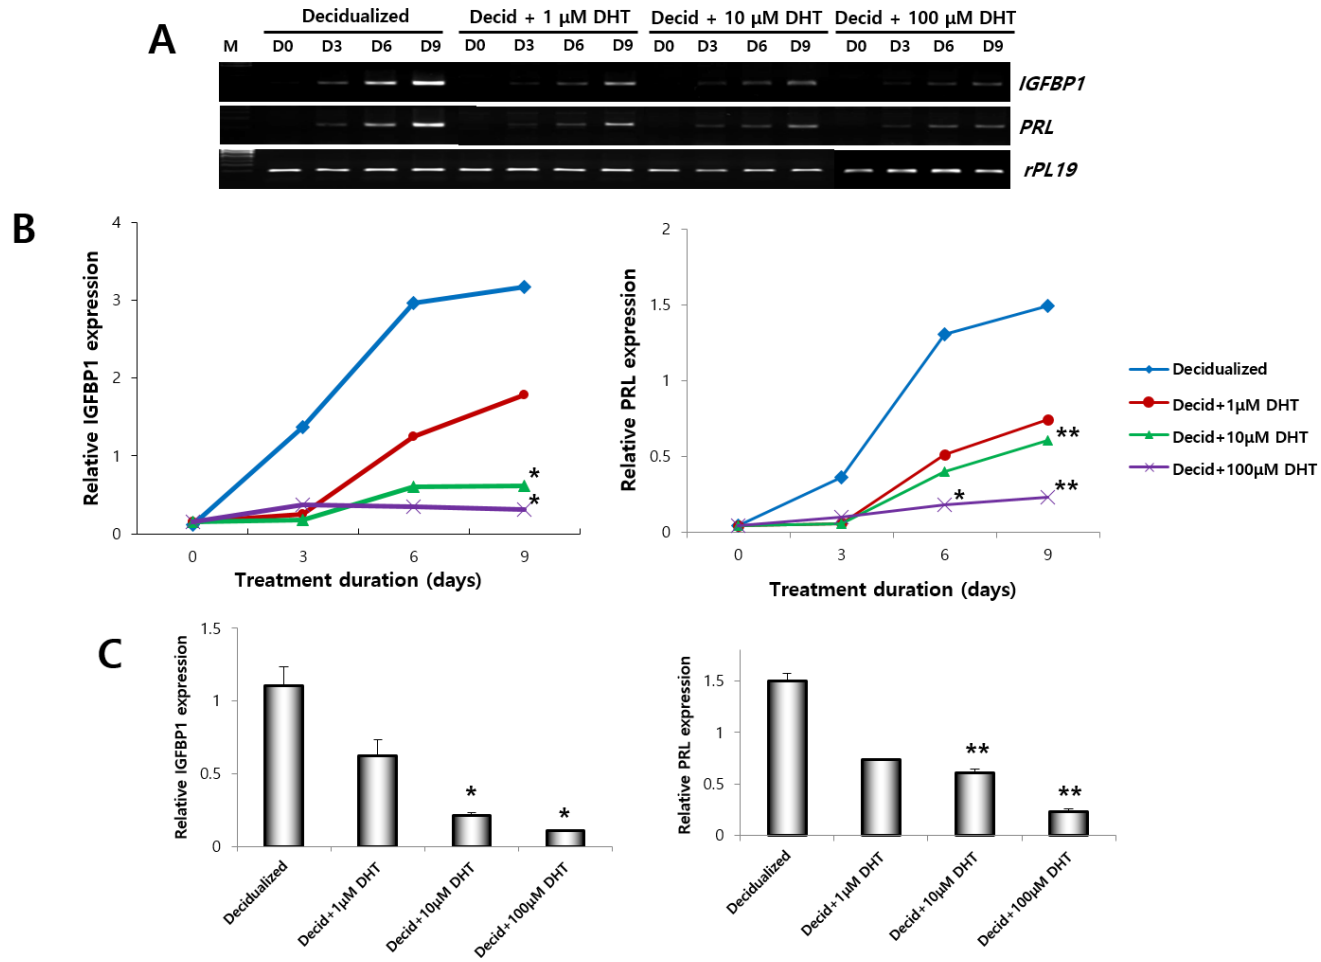 A
Decidualized
Decid + 1 µM DHT
Decid + 10 µM DHT
Decid + 100 µM DHT
M D0 D3 D6 D9 D0 D3 D6 D9 D0 D3 D6 D9 D0 D3 D6 D9
IGFBP1
PRL
rPL19
B
Relative IGFBP1 expression
4
3
2
1
0
*
*
0 3 6 9
Treatment duration (days)
Relative PRL expression
2
1.5
1
0.5
0
**
*
**
0 3 6 9
Treatment duration (days)
Decidualized
Decid+1µM DHT
Decid+10µM DHT
Decid+100µM DHT
C
Relative IGFBP1 expression
1.5
1
0.5
0
*
*
Decidualized
Decid+1µM DHT
Decid+10µM DHT
Decid+100µM DHT
Relative PRL expression
1.5
1
0.5
0
**
**
Decidualized
Decid+1µM DHT
Decid+10µM DHT
Decid+100µM DHT